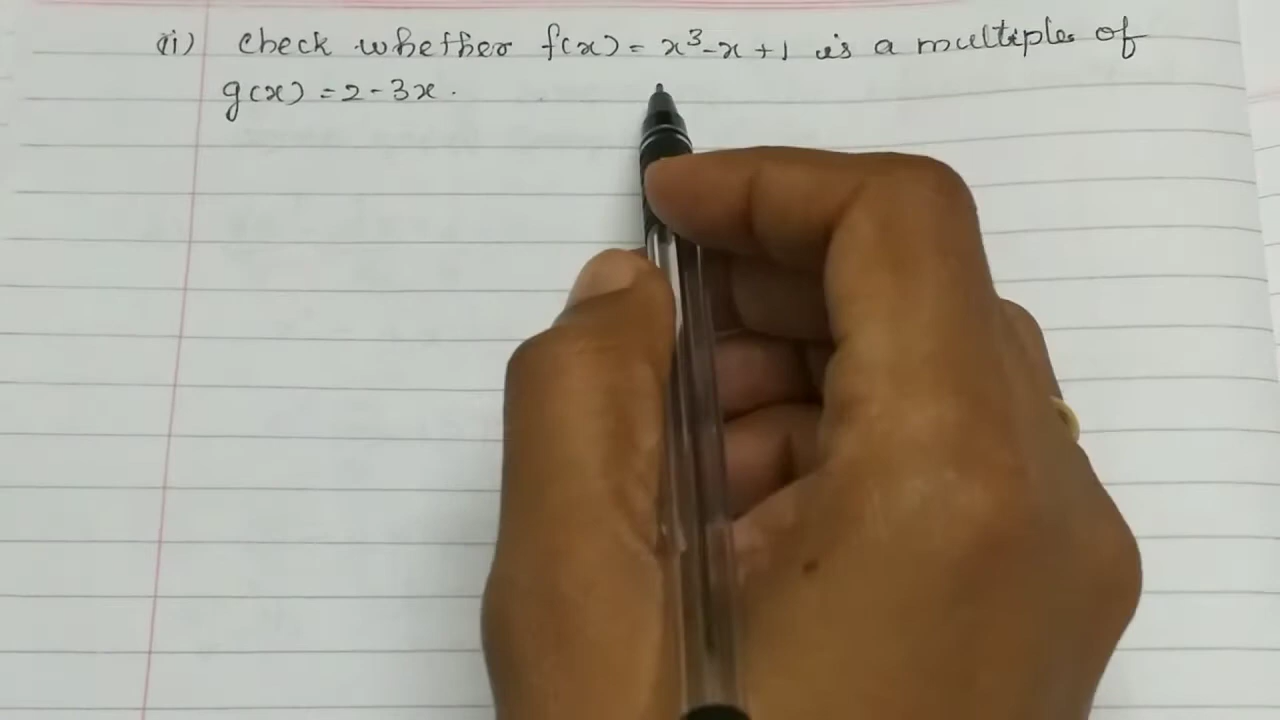 (ii) Check whether f(x) = x³-x+1 is a multiple of
g(x) = 2-3x.